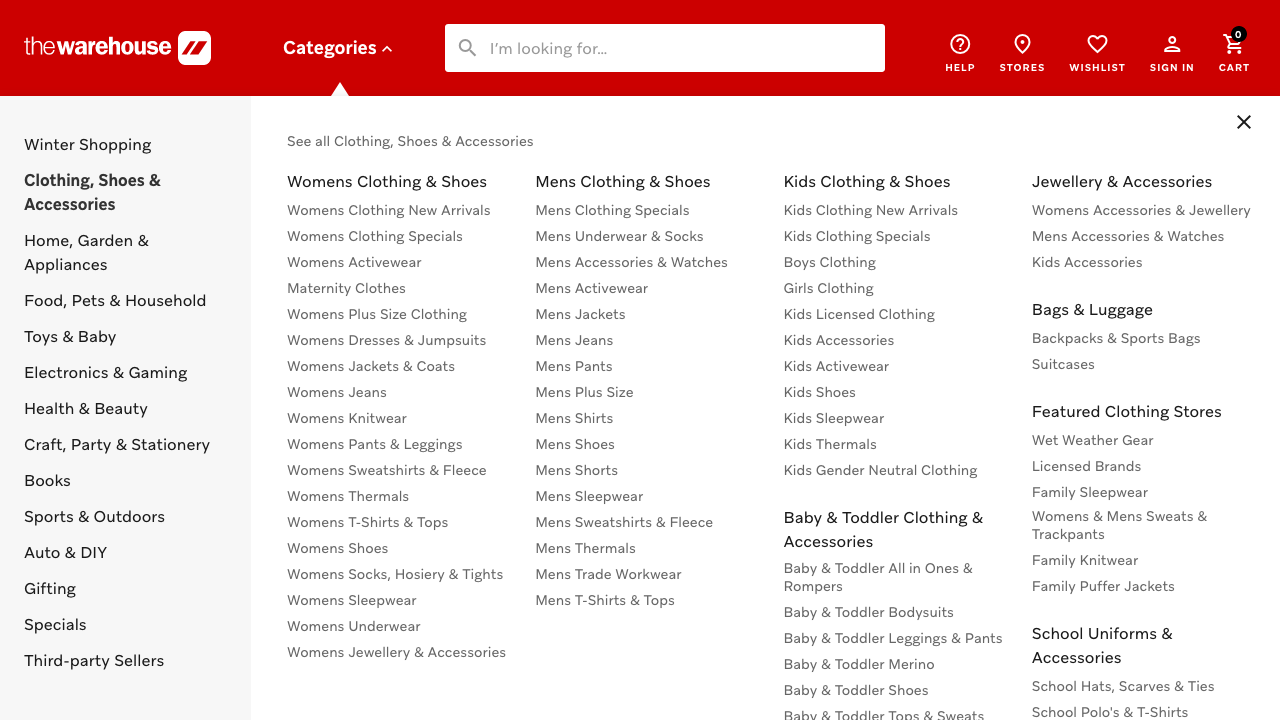 thewarehouse
Categories
I'm looking for...
HELP
STORES
WISHLIST
SIGN IN
0
CART
Winter Shopping
Clothing, Shoes &
Accessories
Home, Garden &
Appliances
Food, Pets & Household
Toys & Baby
Electronics & Gaming
Health & Beauty
Craft, Party & Stationery
Books
Sports & Outdoors
Auto & DIY
Gifting
Specials
Third-party Sellers
See all Clothing, Shoes & Accessories
Womens Clothing & Shoes
Womens Clothing New Arrivals
Womens Clothing Specials
Womens Activewear
Maternity Clothes
Womens Plus Size Clothing
Womens Dresses & Jumpsuits
Womens Jackets & Coats
Womens Jeans
Womens Knitwear
Womens Pants & Leggings
Womens Sweatshirts & Fleece
Womens Thermals
Womens T-Shirts & Tops
Womens Shoes
Womens Socks, Hosiery & Tights
Womens Sleepwear
Womens Underwear
Womens Jewellery & Accessories
Mens Clothing & Shoes
Mens Clothing Specials
Mens Underwear & Socks
Mens Accessories & Watches
Mens Activewear
Mens Jackets
Mens Jeans
Mens Pants
Mens Plus Size
Mens Shirts
Mens Shoes
Mens Shorts
Mens Sleepwear
Mens Sweatshirts & Fleece
Mens Thermals
Mens Trade Workwear
Mens T-Shirts & Tops
Kids Clothing & Shoes
Kids Clothing New Arrivals
Kids Clothing Specials
Boys Clothing
Girls Clothing
Kids Licensed Clothing
Kids Accessories
Kids Activewear
Kids Shoes
Kids Sleepwear
Kids Thermals
Kids Gender Neutral Clothing
Baby & Toddler Clothing &
Accessories
Baby & Toddler All in Ones &
Rompers
Baby & Toddler Bodysuits
Baby & Toddler Leggings & Pants
Baby & Toddler Merino
Baby & Toddler Shoes
Baby & Toddler Tops & Sweats
Jewellery & Accessories
Womens Accessories & Jewellery
Mens Accessories & Watches
Kids Accessories
Bags & Luggage
Backpacks & Sports Bags
Suitcases
Featured Clothing Stores
Wet Weather Gear
Licensed Brands
Family Sleepwear
Womens & Mens Sweats &
Trackpants
Family Knitwear
Family Puffer Jackets
School Uniforms &
Accessories
School Hats, Scarves & Ties
School Polo's & T-Shirts